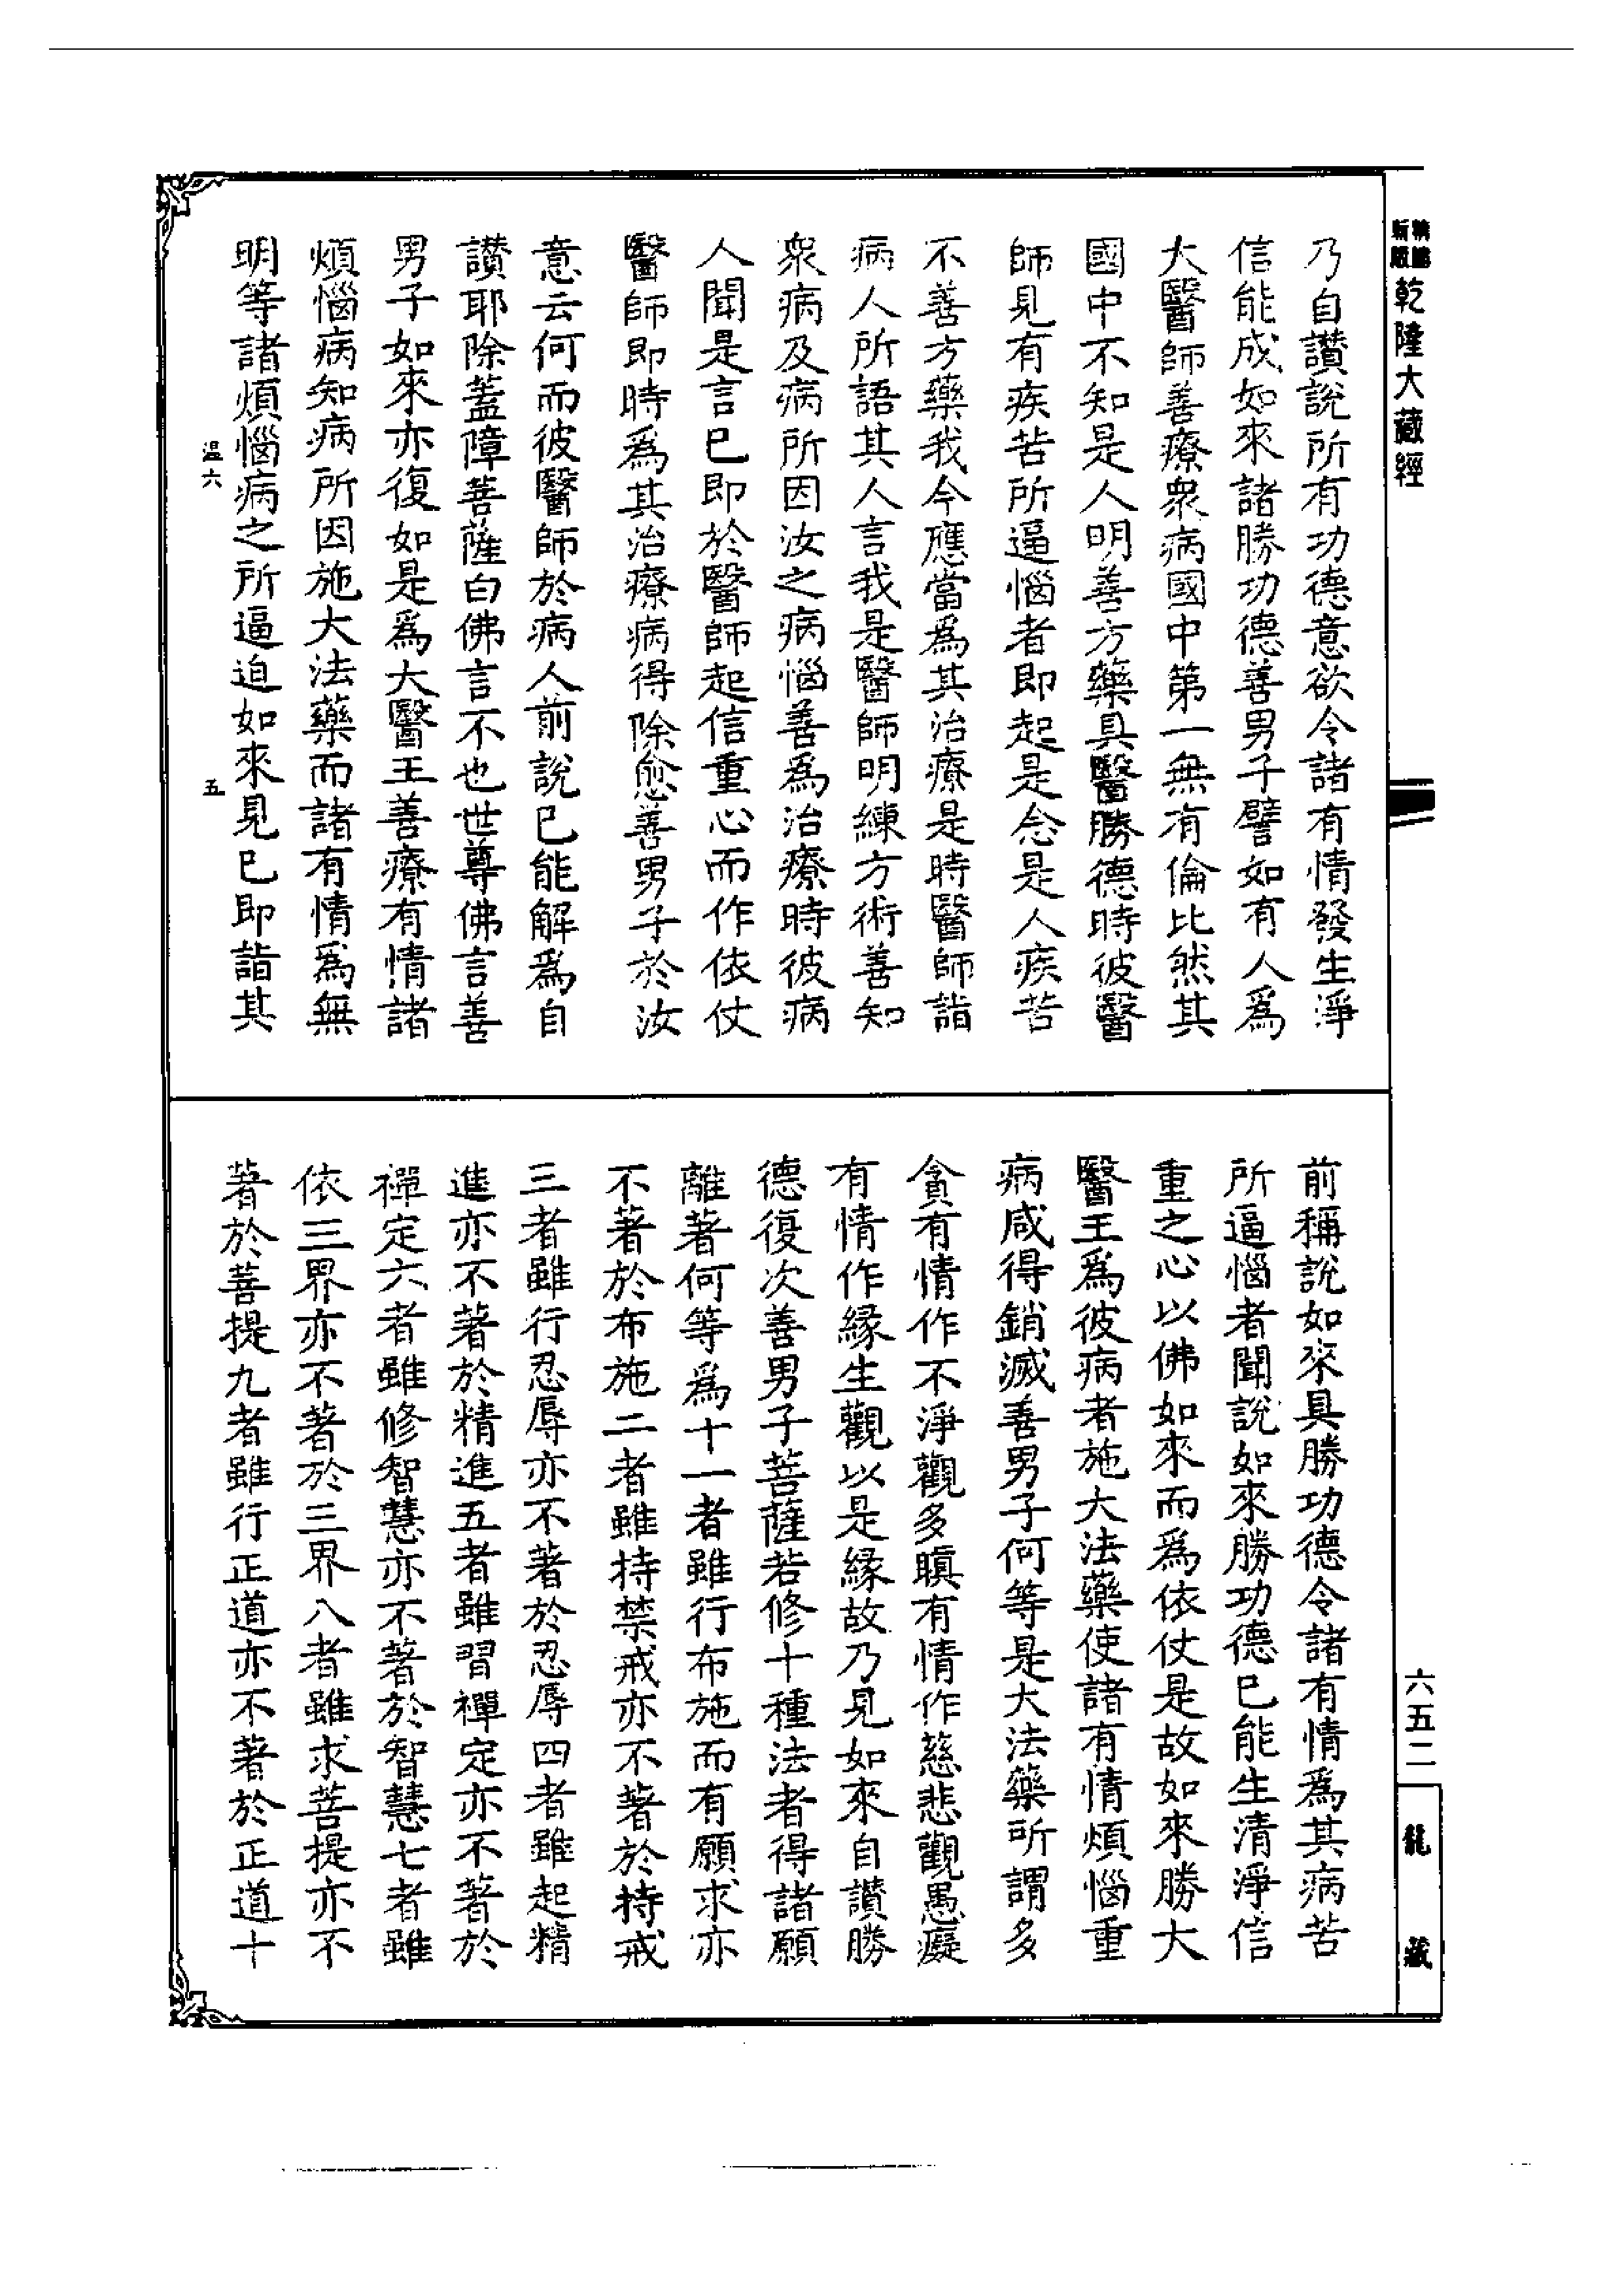 乾隆大藏經
乃自讚說所有功德意欲令諸有情發生淨
信能成如來諸勝功德善男子譬如有人爲
大醫師善療衆病國中第一無有倫比然其
國中不知是人明善方藥具醫勝德時彼醫
師見有疾苦所逼惱者即起是念是人疾苦
不善方藥我今應當爲其治療是時醫師詣
病人所語其人言我是醫師明練方術善知
衆病及病所因汝之病惱善爲治療時彼病
人聞是言已即於醫師起信重心而作依仗
醫師即時爲其治療病得除愈善男子於汝
意云何而彼醫師於病人前說已能解爲自
讚耶除蓋障菩薩白佛言不也世尊佛言善
男子如來亦復如是爲大醫王善療有情諸
煩惱病知病所因施大法藥而諸有情爲無
明等諸煩惱病之所逼迫如來見已即詣其
温六
五
前稱說如來具勝功德令諸有情爲其病苦
所逼惱者聞說如來勝功德已能生清淨信
重之心以佛如來而爲依仗是故如來勝大
醫王爲彼病者施大法藥使諸有情煩惱重
病咸得銷滅善男子何等是大法藥所謂多
貪有情作不淨觀多瞋有情作慈悲觀愚癡
有情作緣生觀以是緣故乃見如來自讚勝
德復次善男子菩薩若修十種法者得諸願
離著何等爲十一者雖行布施而有願求亦
不著於布施二者雖持禁戒亦不著於持戒
三者雖行忍辱亦不著於忍辱四者雖起精
進亦不著於精進五者雖習禪定亦不著於
禪定六者雖修智慧亦不著於智慧七者雖
依三界亦不著於三界八者雖求菩提亦不
著於菩提九者雖行正道亦不著於正道十
六五二
龍藏